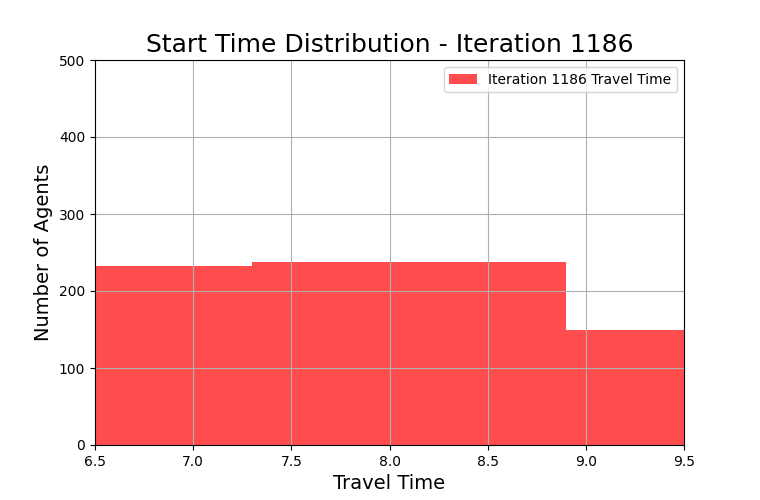 Start Time Distribution - Iteration 1186
Iteration 1186 Travel Time
Number of Agents
500
400
300
200
100
0
6.5 7.0 7.5 8.0 8.5 9.0 9.5
Travel Time